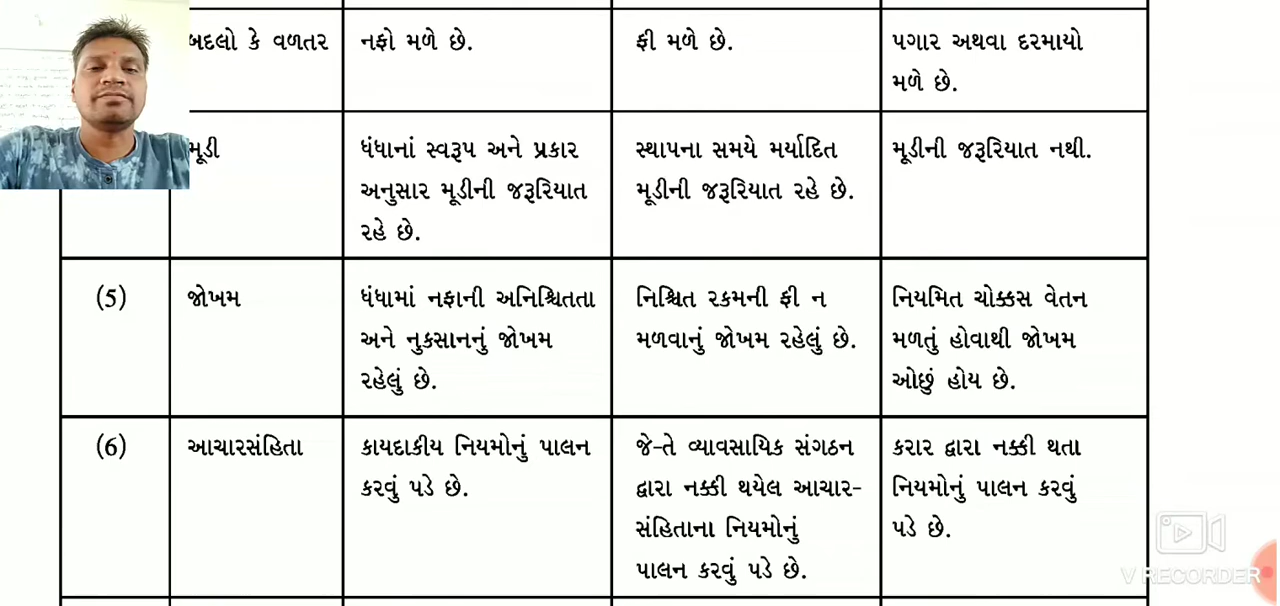 બદલો કે વળતર
નફો મળે છે.
ફી મળે છે.
પગાર અથવા દરમાયો
મળે છે.
મૂડી
ધંધાનાં સ્વરૂપ અને પ્રકાર
અનુસાર મૂડીની જરૂરિયાત
રહે છે.
સ્થાપના સમયે મર્યાદિત
મૂડીની જરૂરિયાત રહે છે.
મૂડીની જરૂરિયાત નથી.
(5)
જોખમ
ધંધામાં નફાની અનિશ્ચિતતા
અને નુકસાનનું જોખમ
રહેલું છે.
નિશ્ચિત રકમની ફી ન
મળવાનું જોખમ રહેલું છે.
નિયમિત ચોક્કસ વેતન
મળતું હોવાથી જોખમ
ઓછું હોય છે.
(6)
આચારસંહિતા
કાયદાકીય નિયમોનું પાલન
કરવું પડે છે.
જે-તે વ્યાવસાયિક સંગઠન
દ્વારા નક્કી થયેલ આચાર-
સંહિતાના નિયમોનું
પાલન કરવું પડે છે.
કરાર દ્વારા નક્કી થતા
નિયમોનું પાલન કરવું
પડે છે.
V RECORDER